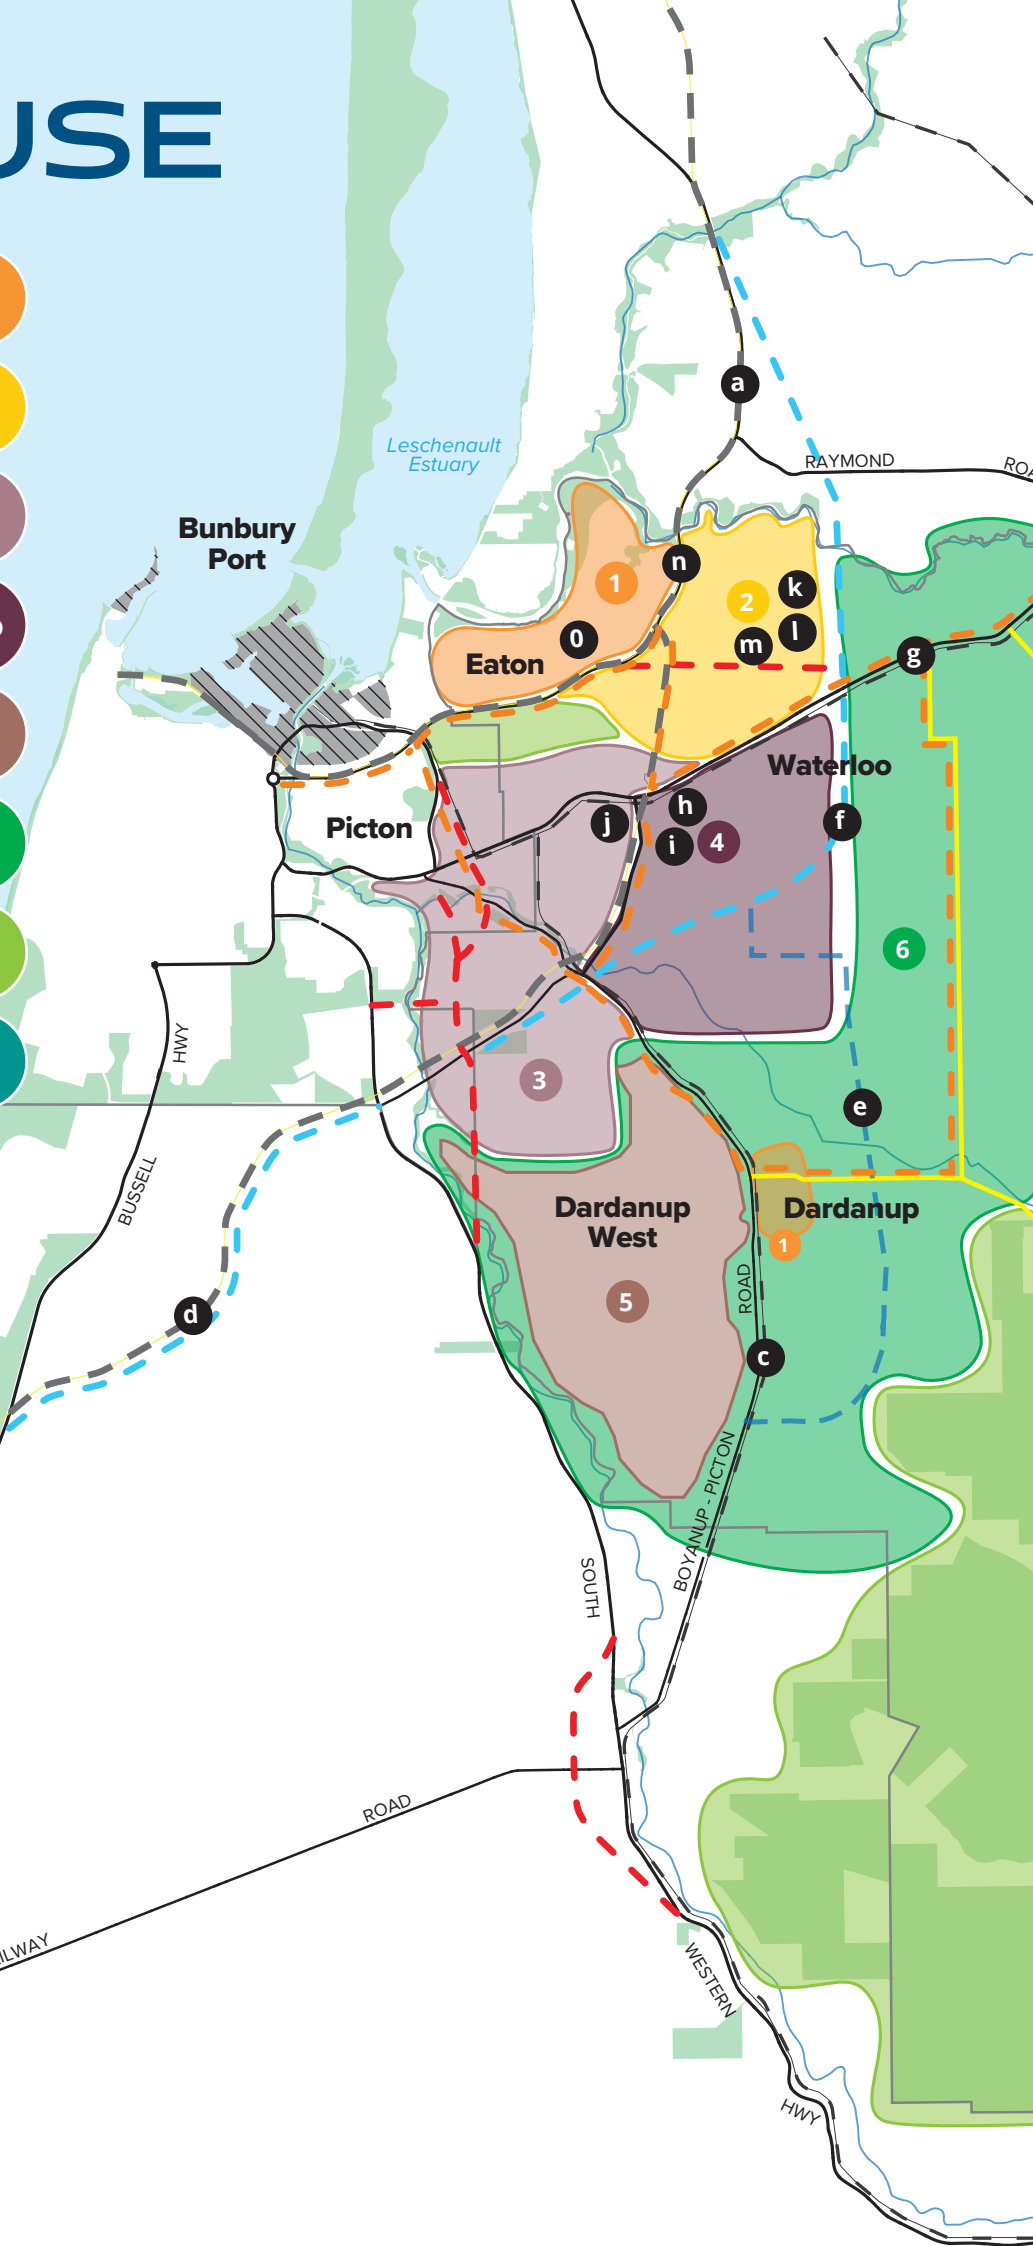 USE
a
Leschenault
Estuary
RAYMOND
ROA
Bunbury
Port
n
1
2
k
l
m
0
Eaton
g
Waterloo
h
j
i
4
f
Picton
6
HWY
3
e
BUSSELL
Dardanup
West
Dardanup
1
5
ROAD
d
c
BOYANUP - PICTON
SOUTH
ROAD
ILWAY
WESTERN
HWY